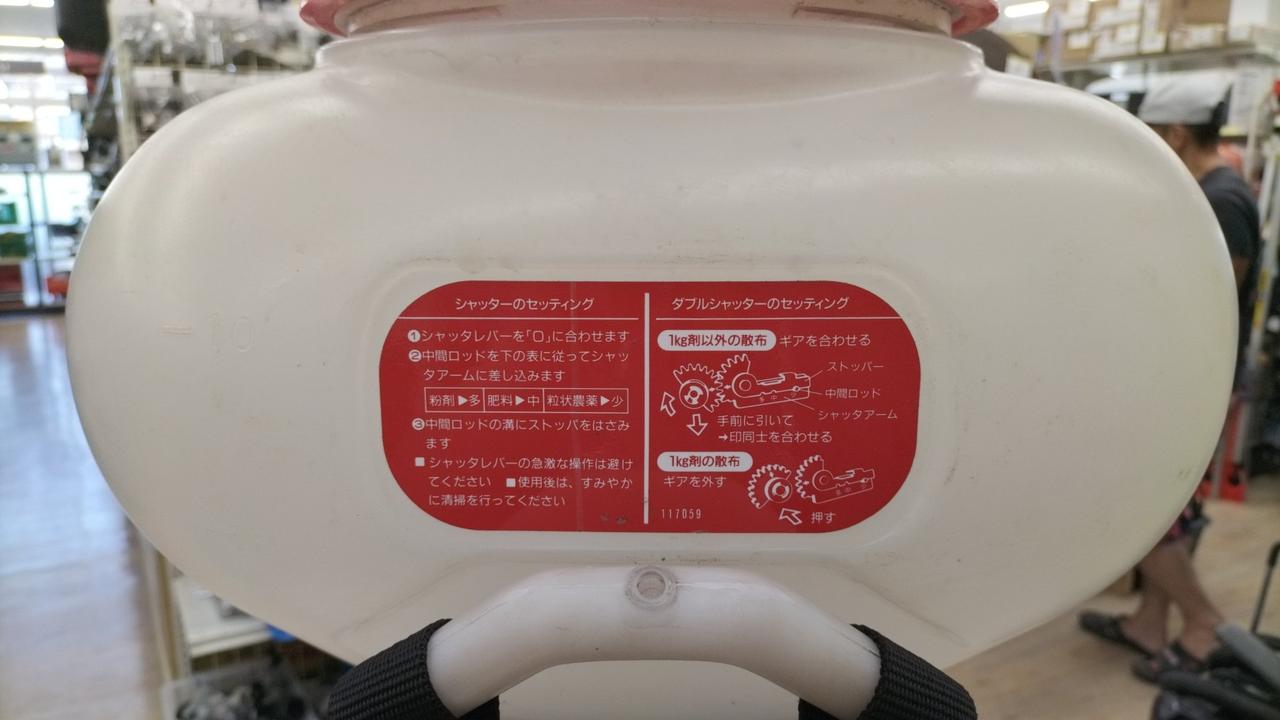 シャッターのセッティング
❶シャッタレバーを「0」に合わせます
❷中間ロッドを下の表に従ってシャッ
タアームに差し込みます
粉剤▶多 肥料▶中 粒状農薬▶少
❸中間ロッドの溝にストッパをはさみ
ます
■シャッタレバーの急激な操作は避け
てください ■使用後は、すみやか
に清掃を行ってください
ダブルシャッターのセッティング
1kg剤以外の散布 ギアを合わせる
ストッパー
中間ロッド
シャッタアーム
多 中 少
手前に引いて
→印同士を合わせる
1kg剤の散布
ギアを外す
多 中 少
押す
117059
10